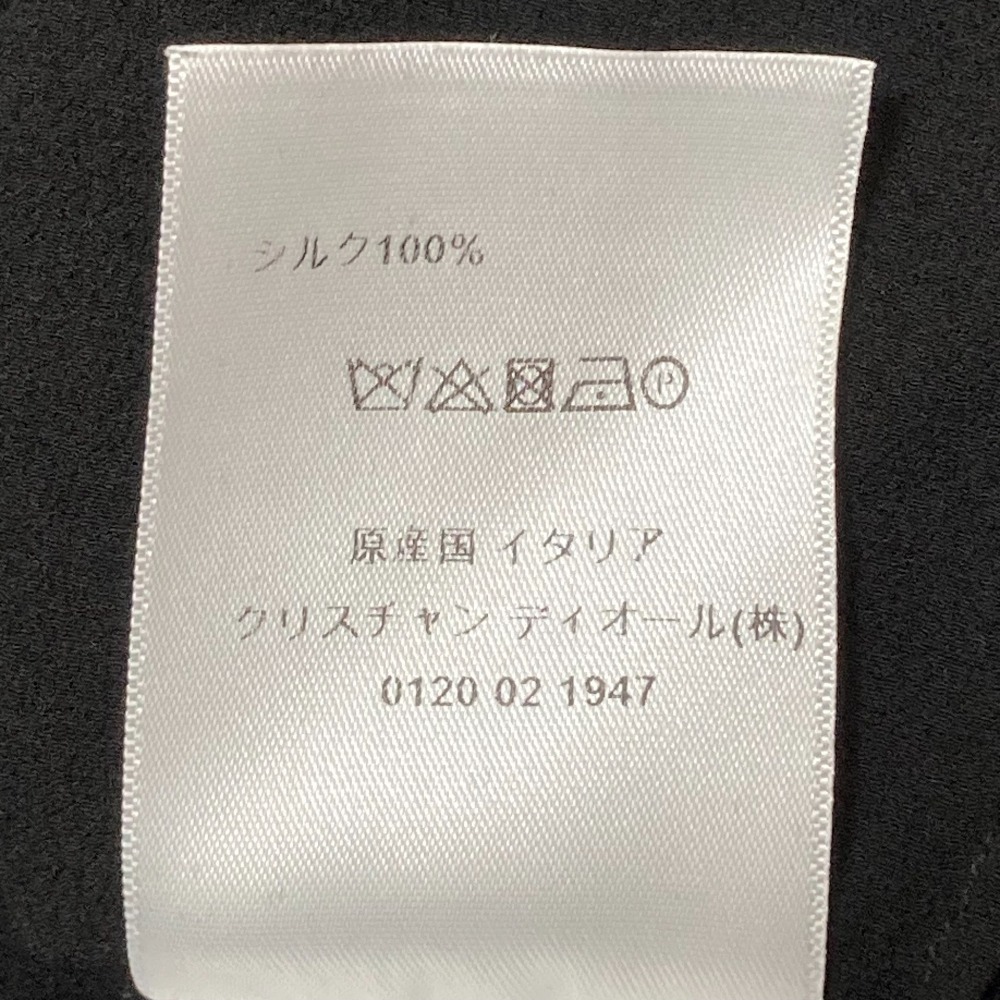 シルク100%
P
原産国 イタリア
クリスチャン ディオール(株)
0120 02 1947